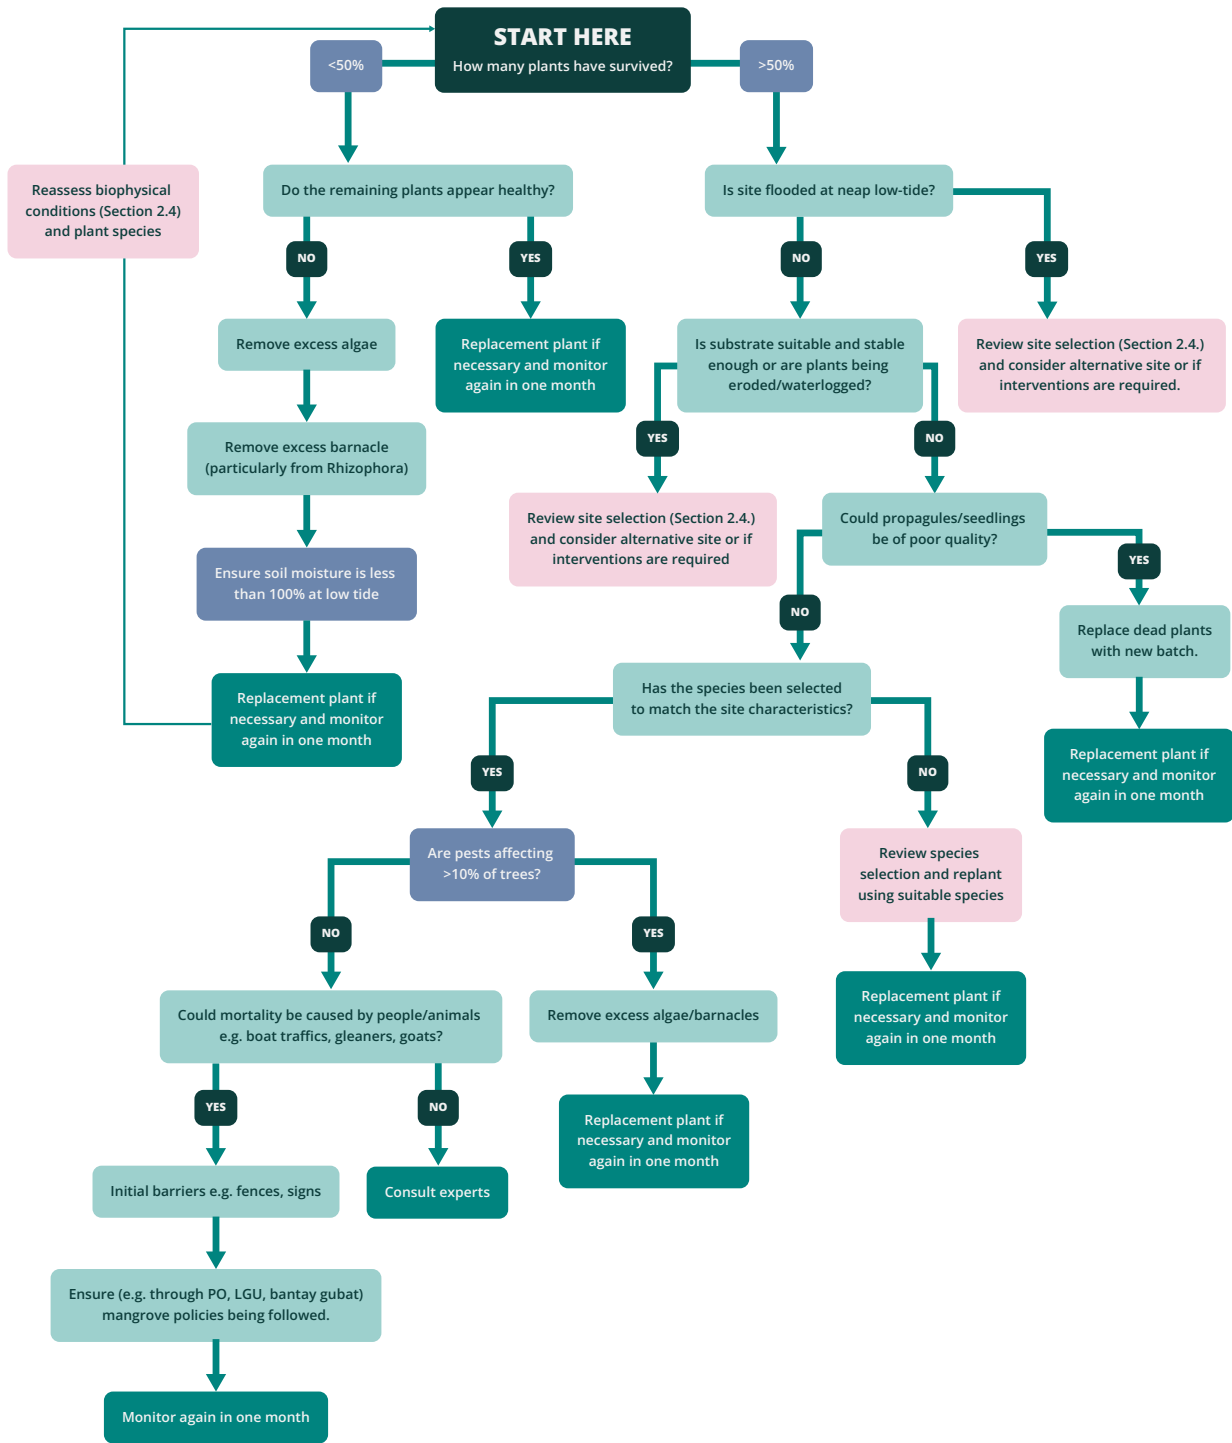 START HERE
How many plants have survived?
<50%
>50%
Reassess biophysical
conditions (Section 2.4)
and plant species
Do the remaining plants appear healthy?
Is site flooded at neap low-tide?
NO
YES
NO
YES
Remove excess algae
Replacement plant if
necessary and monitor
again in one month
Is substrate suitable and stable
enough or are plants being
eroded/waterlogged?
Review site selection (Section 2.4.)
and consider alternative site or if
interventions are required.
YES
NO
Remove excess barnacle
(particularly from Rhizophora)
Review site selection (Section 2.4.)
and consider alternative site or if
interventions are required
Could propagules/seedlings
be of poor quality?
Ensure soil moisture is less
than 100% at low tide
YES
NO
Replace dead plants
with new batch.
Replacement plant if
necessary and monitor
again in one month
Has the species been selected
to match the site characteristics?
Replacement plant if
necessary and monitor
again in one month
YES
NO
Are pests affecting
>10% of trees?
Review species
selection and replant
using suitable species
NO
YES
Could mortality be caused by people/animals
e.g. boat traffics, gleaners, goats?
Remove excess algae/barnacles
Replacement plant if
necessary and monitor
again in one month
YES
NO
Replacement plant if
necessary and monitor
again in one month
Initial barriers e.g. fences, signs
Consult experts
Ensure (e.g. through PO, LGU, bantay gubat)
mangrove policies being followed.
Monitor again in one month